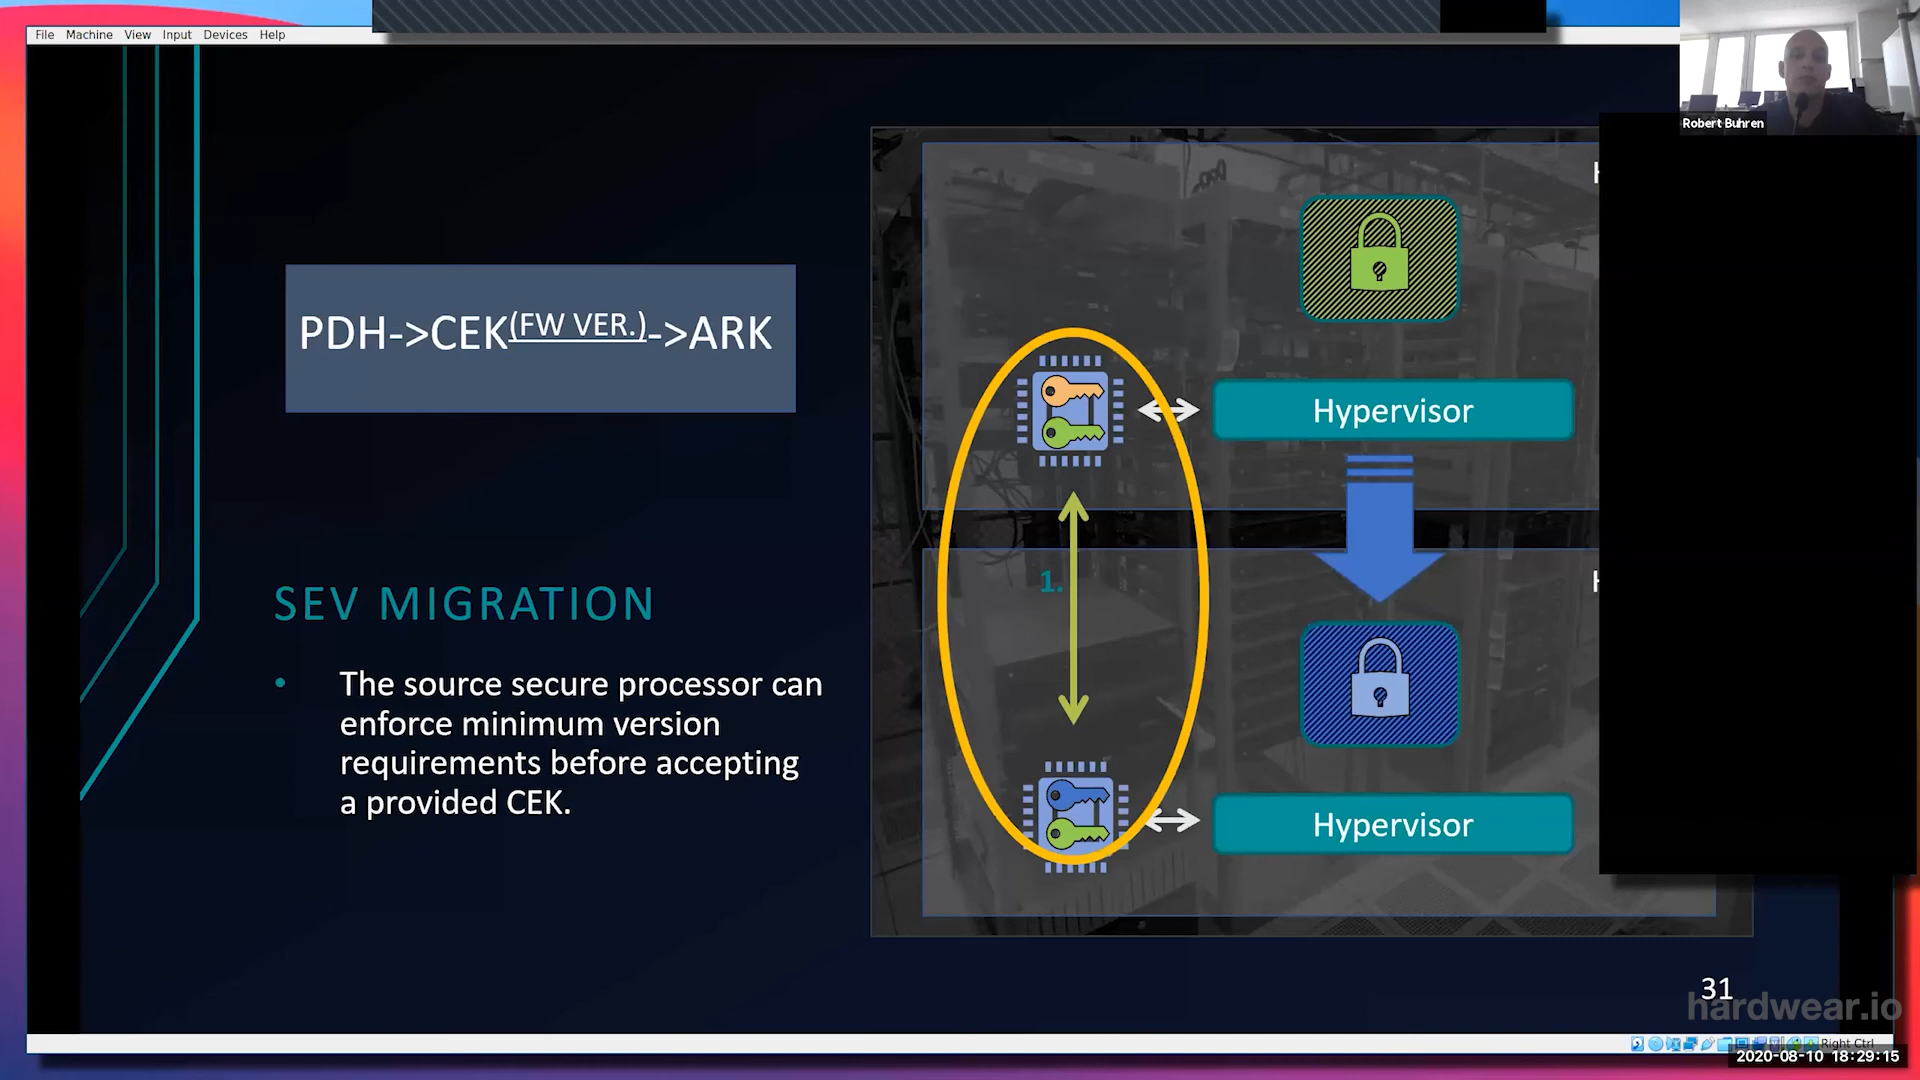 File Machine View Input Devices Help
Robert Buhren
PDH->CEK(FW VER.)->ARK
Hypervisor
1.
SEV MIGRATION
• The source secure processor can
enforce minimum version
requirements before accepting
a provided CEK.
Hypervisor
31
hardwear.io
Right Ctrl
2020-08-10 18:29:15